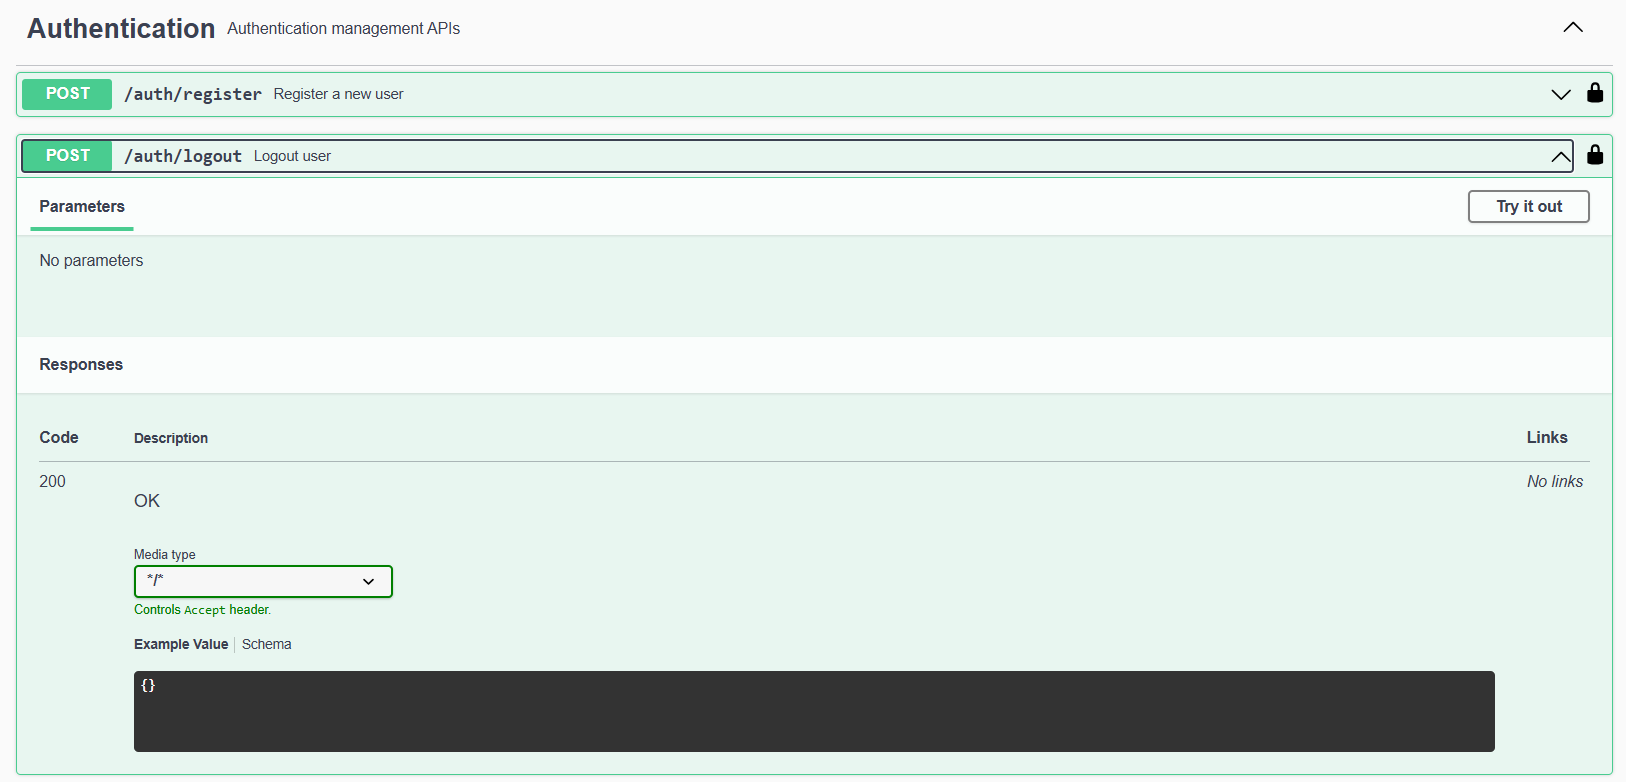 Authentication Authentication management APIs
POST /auth/register Register a new user
POST /auth/logout Logout user
Parameters Try it out
No parameters
Responses
Code Description Links
200 No links
OK
Media type
*/*
Controls Accept header.
Example Value Schema
{}